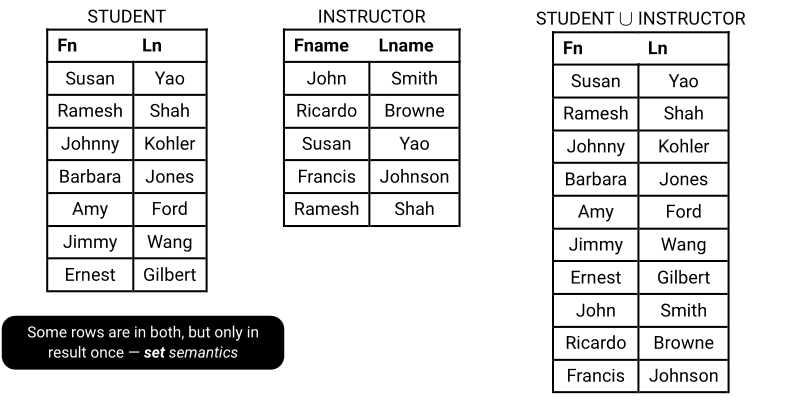 STUDENT
Fn Ln
Susan Yao
Ramesh Shah
Johnny Kohler
Barbara Jones
Amy Ford
Jimmy Wang
Ernest Gilbert
Some rows are in both, but only in
result once — set semantics
INSTRUCTOR
Fname Lname
John Smith
Ricardo Browne
Susan Yao
Francis Johnson
Ramesh Shah
STUDENT ∪ INSTRUCTOR
Fn Ln
Susan Yao
Ramesh Shah
Johnny Kohler
Barbara Jones
Amy Ford
Jimmy Wang
Ernest Gilbert
John Smith
Ricardo Browne
Francis Johnson